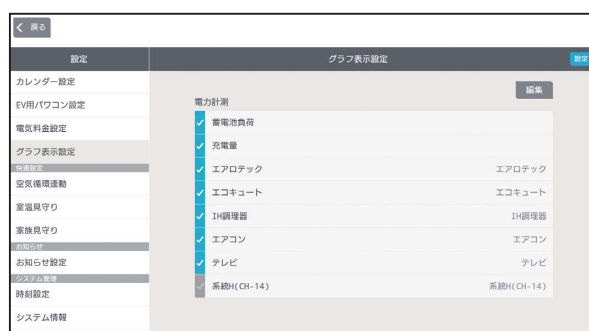 戻る
設定
グラフ表示設定
設定
カレンダー設定
EV用パワコン設定
電気料金設定
グラフ表示設定
快適設定
空気循環連動
室温見守り
家族見守り
お知らせ
お知らせ設定
システム管理
時刻設定
システム情報
編集
電力計測
蓄電池負荷
充電量
エアロテック エアロテック
エコキュート エコキュート
IH調理器 IH調理器
エアコン エアコン
テレビ テレビ
系統H(CH-14) 系統H(CH-14)